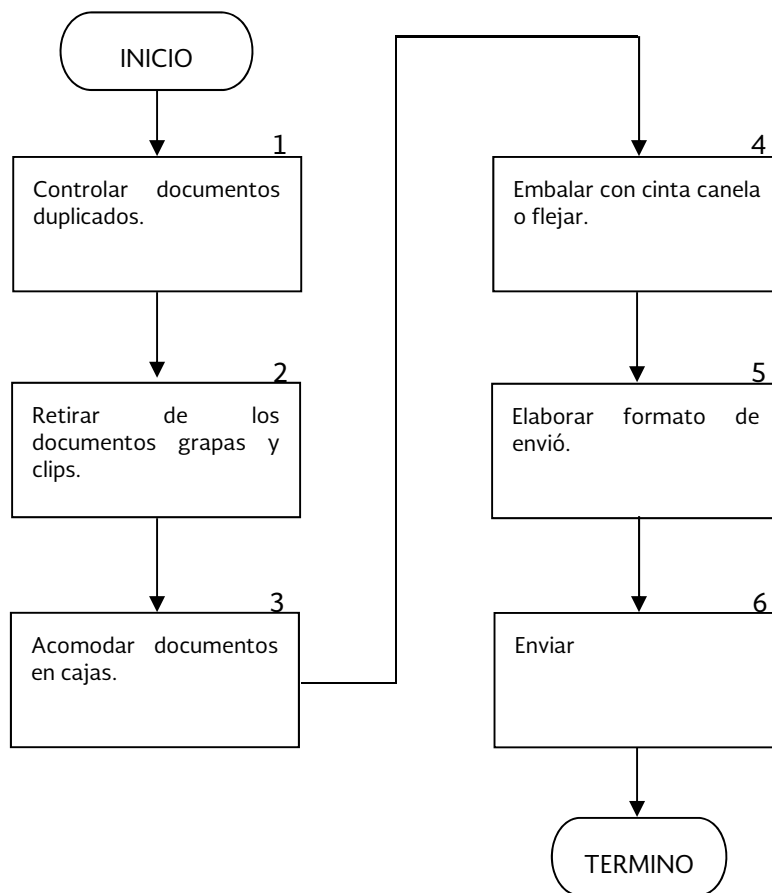 INICIO
1
Controlar documentos
duplicados.
2
Retirar de los
documentos grapas y
clips.
3
Acomodar documentos
en cajas.
4
Embalar con cinta canela
o flejar.
5
Elaborar formato de
envió.
6
Enviar
TERMINO